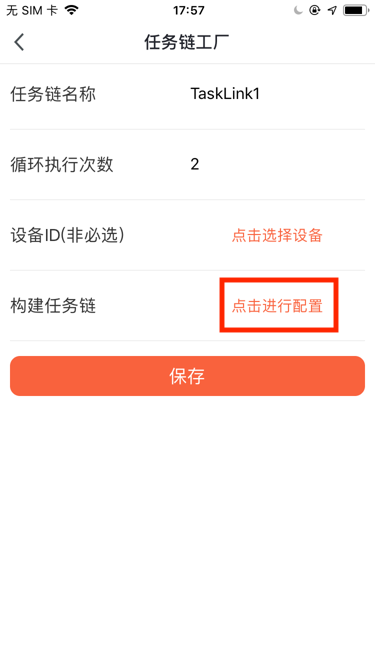 无 SIM 卡 17:57
任务链工厂
任务链名称 TaskLink1
循环执行次数 2
设备ID(非必选) 点击选择设备
构建任务链 点击进行配置
保存